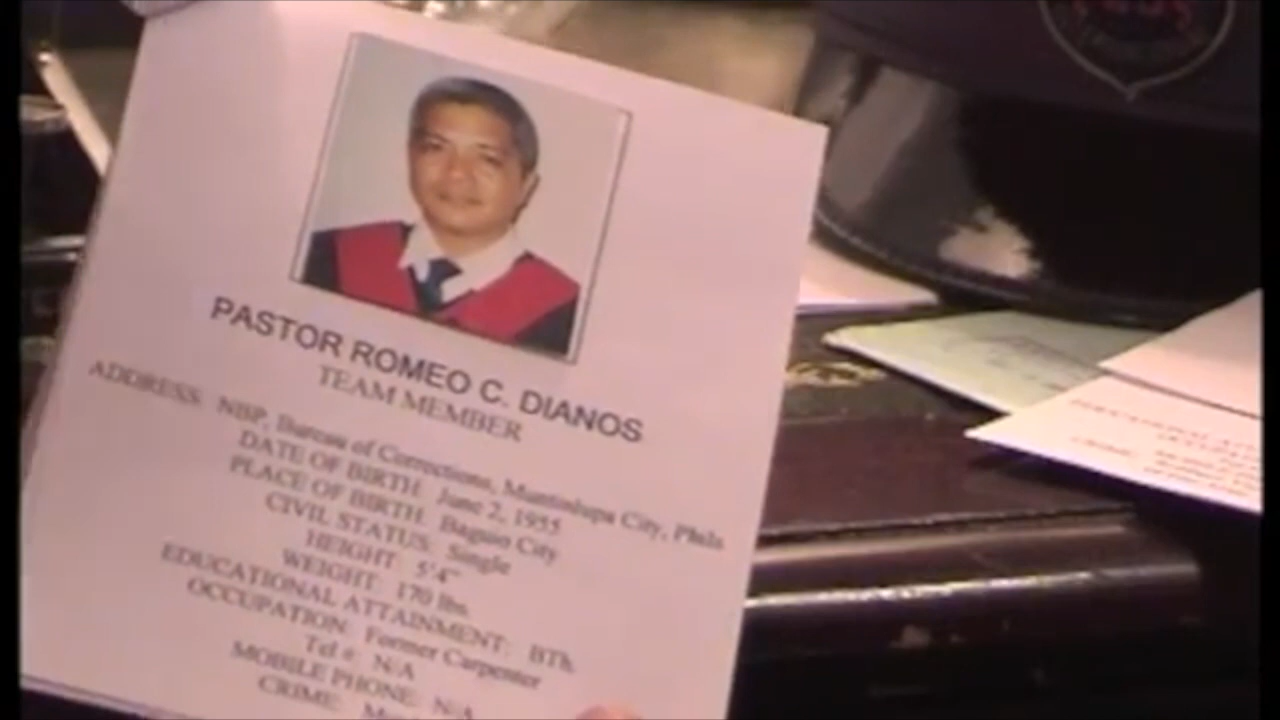 PASTOR ROMEO C. DIANOS
TEAM MEMBER
ADDRESS: NBP, Bureau of Corrections, Muntinlupa City, Phils
DATE OF BIRTH: June 2, 1955
PLACE OF BIRTH: Baguio City
CIVIL STATUS: Single
HEIGHT: 5'4"
WEIGHT: 170 lbs.
EDUCATIONAL ATTAINMENT: BTh.
OCCUPATION: Former Carpenter
Tel #: N/A
MOBILE PHONE: N/A
CRIME: